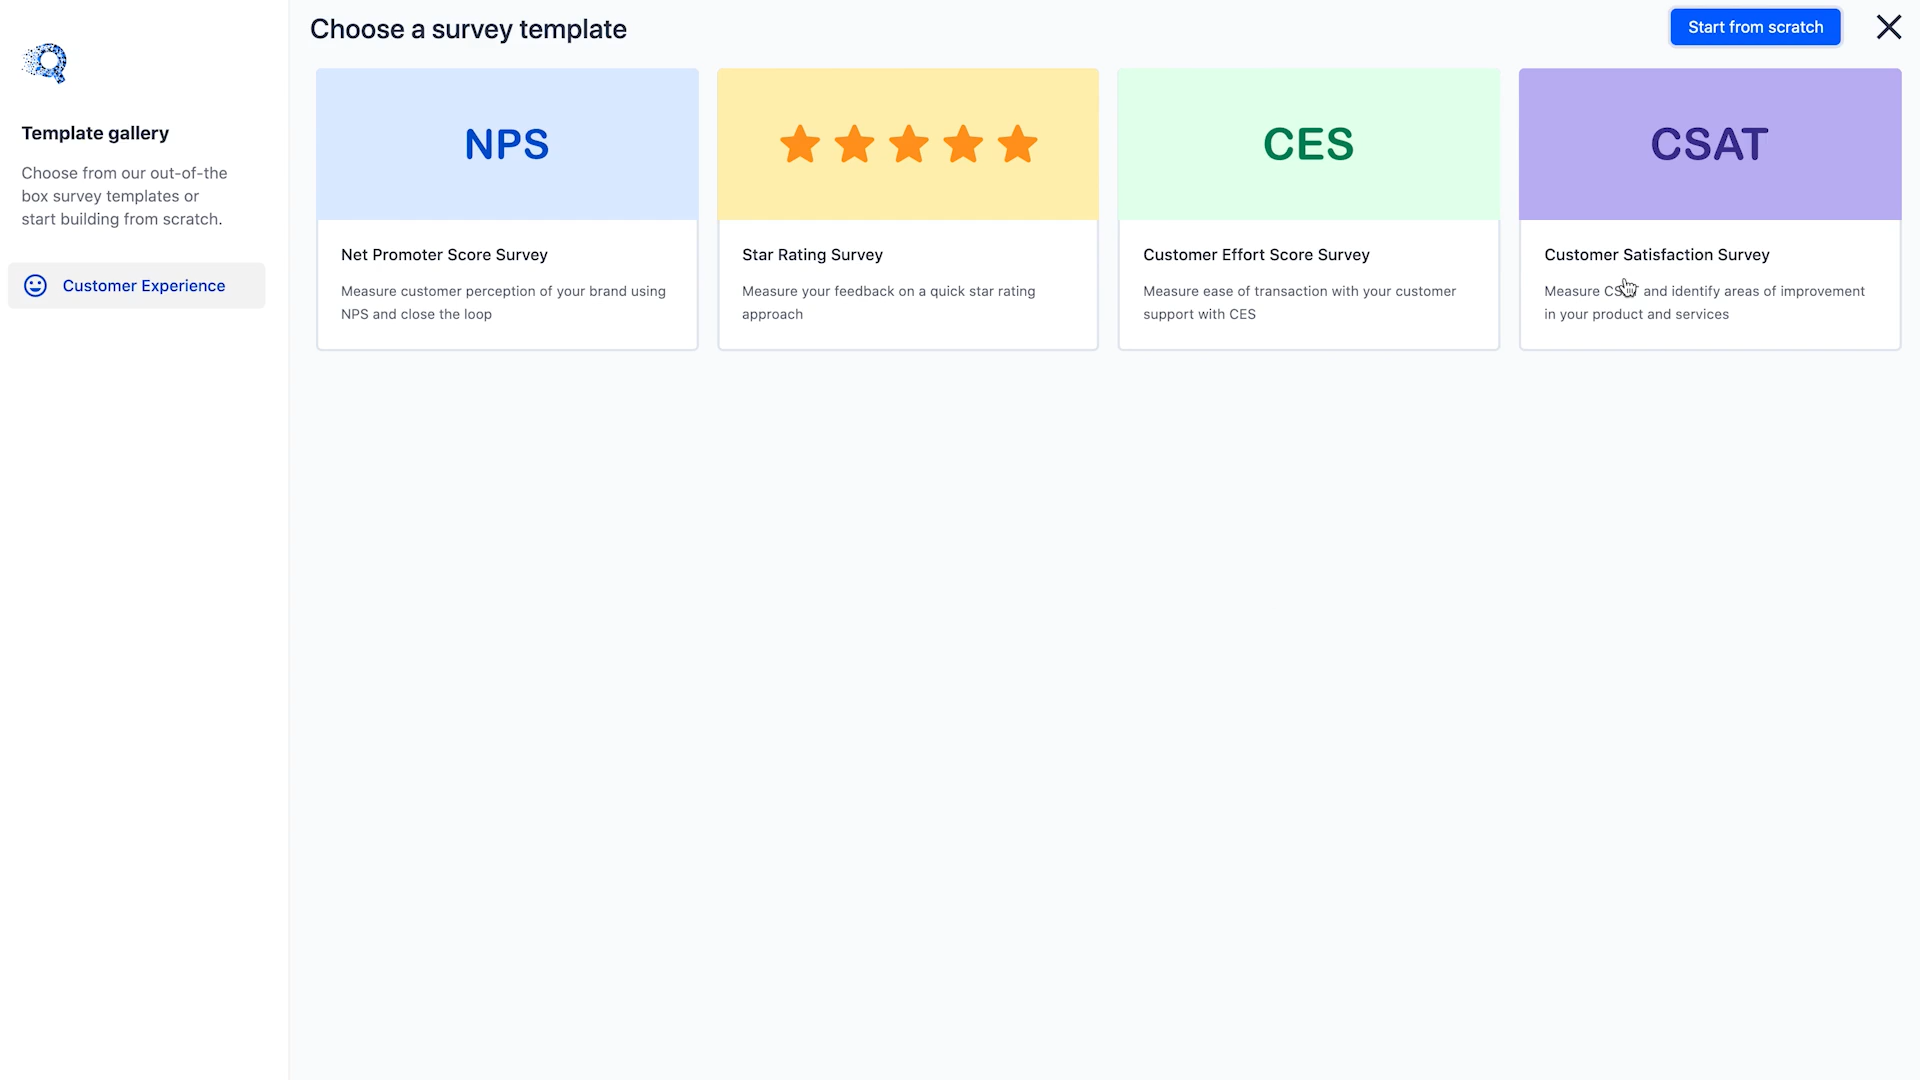 Choose a survey template
Start from scratch
Template gallery
Choose from our out-of-the
box survey templates or
start building from scratch.
Customer Experience
NPS
Net Promoter Score Survey
Measure customer perception of your brand using
NPS and close the loop
Star Rating Survey
Measure your feedback on a quick star rating
approach
CES
Customer Effort Score Survey
Measure ease of transaction with your customer
support with CES
CSAT
Customer Satisfaction Survey
Measure CSAT and identify areas of improvement
in your product and services